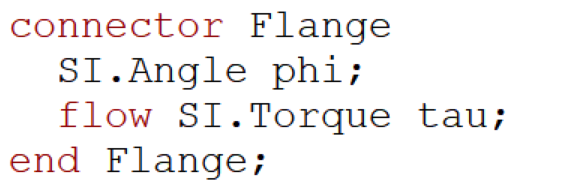 connector Flange
  SI.Angle phi;
  flow SI.Torque tau;
end Flange;